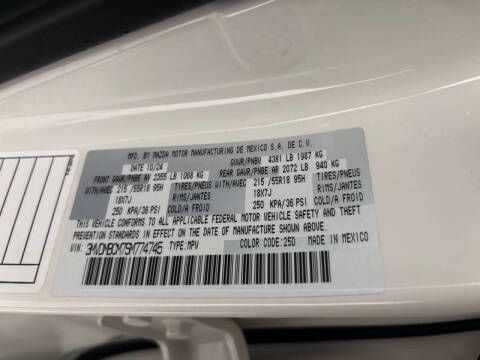 MFD. BY MAZDA MOTOR MANUFACTURING DE MEXICO S.A. DE C.V.
DATE 10/24 GVWR/PNBV 4381 LB 1987 KG
FRONT GAWR/PNBE AV 2355 LB 1068 KG REAR GAWR/PNBE AR 2072 LB 940 KG
WITH/AVEC 215 /55R18 95H TIRES/PNEUS WITH/AVEC 215 /55R18 95H TIRES/PNEUS
18X7J RIMS/JANTES 18X7J RIMS/JANTES
250 KPA/36 PSI COLD/A FROID 250 KPA/36 PSI COLD/A FROID
THIS VEHICLE CONFORMS TO ALL APPLICABLE FEDERAL MOTOR VEHICLE SAFETY AND THEFT
PREVENTION STANDARDS IN EFFECT ON THE DATE OF MANUFACTURE SHOWN ABOVE.
VIN: TYPE: MPV COLOR CODE: 25D MADE IN MEXICO